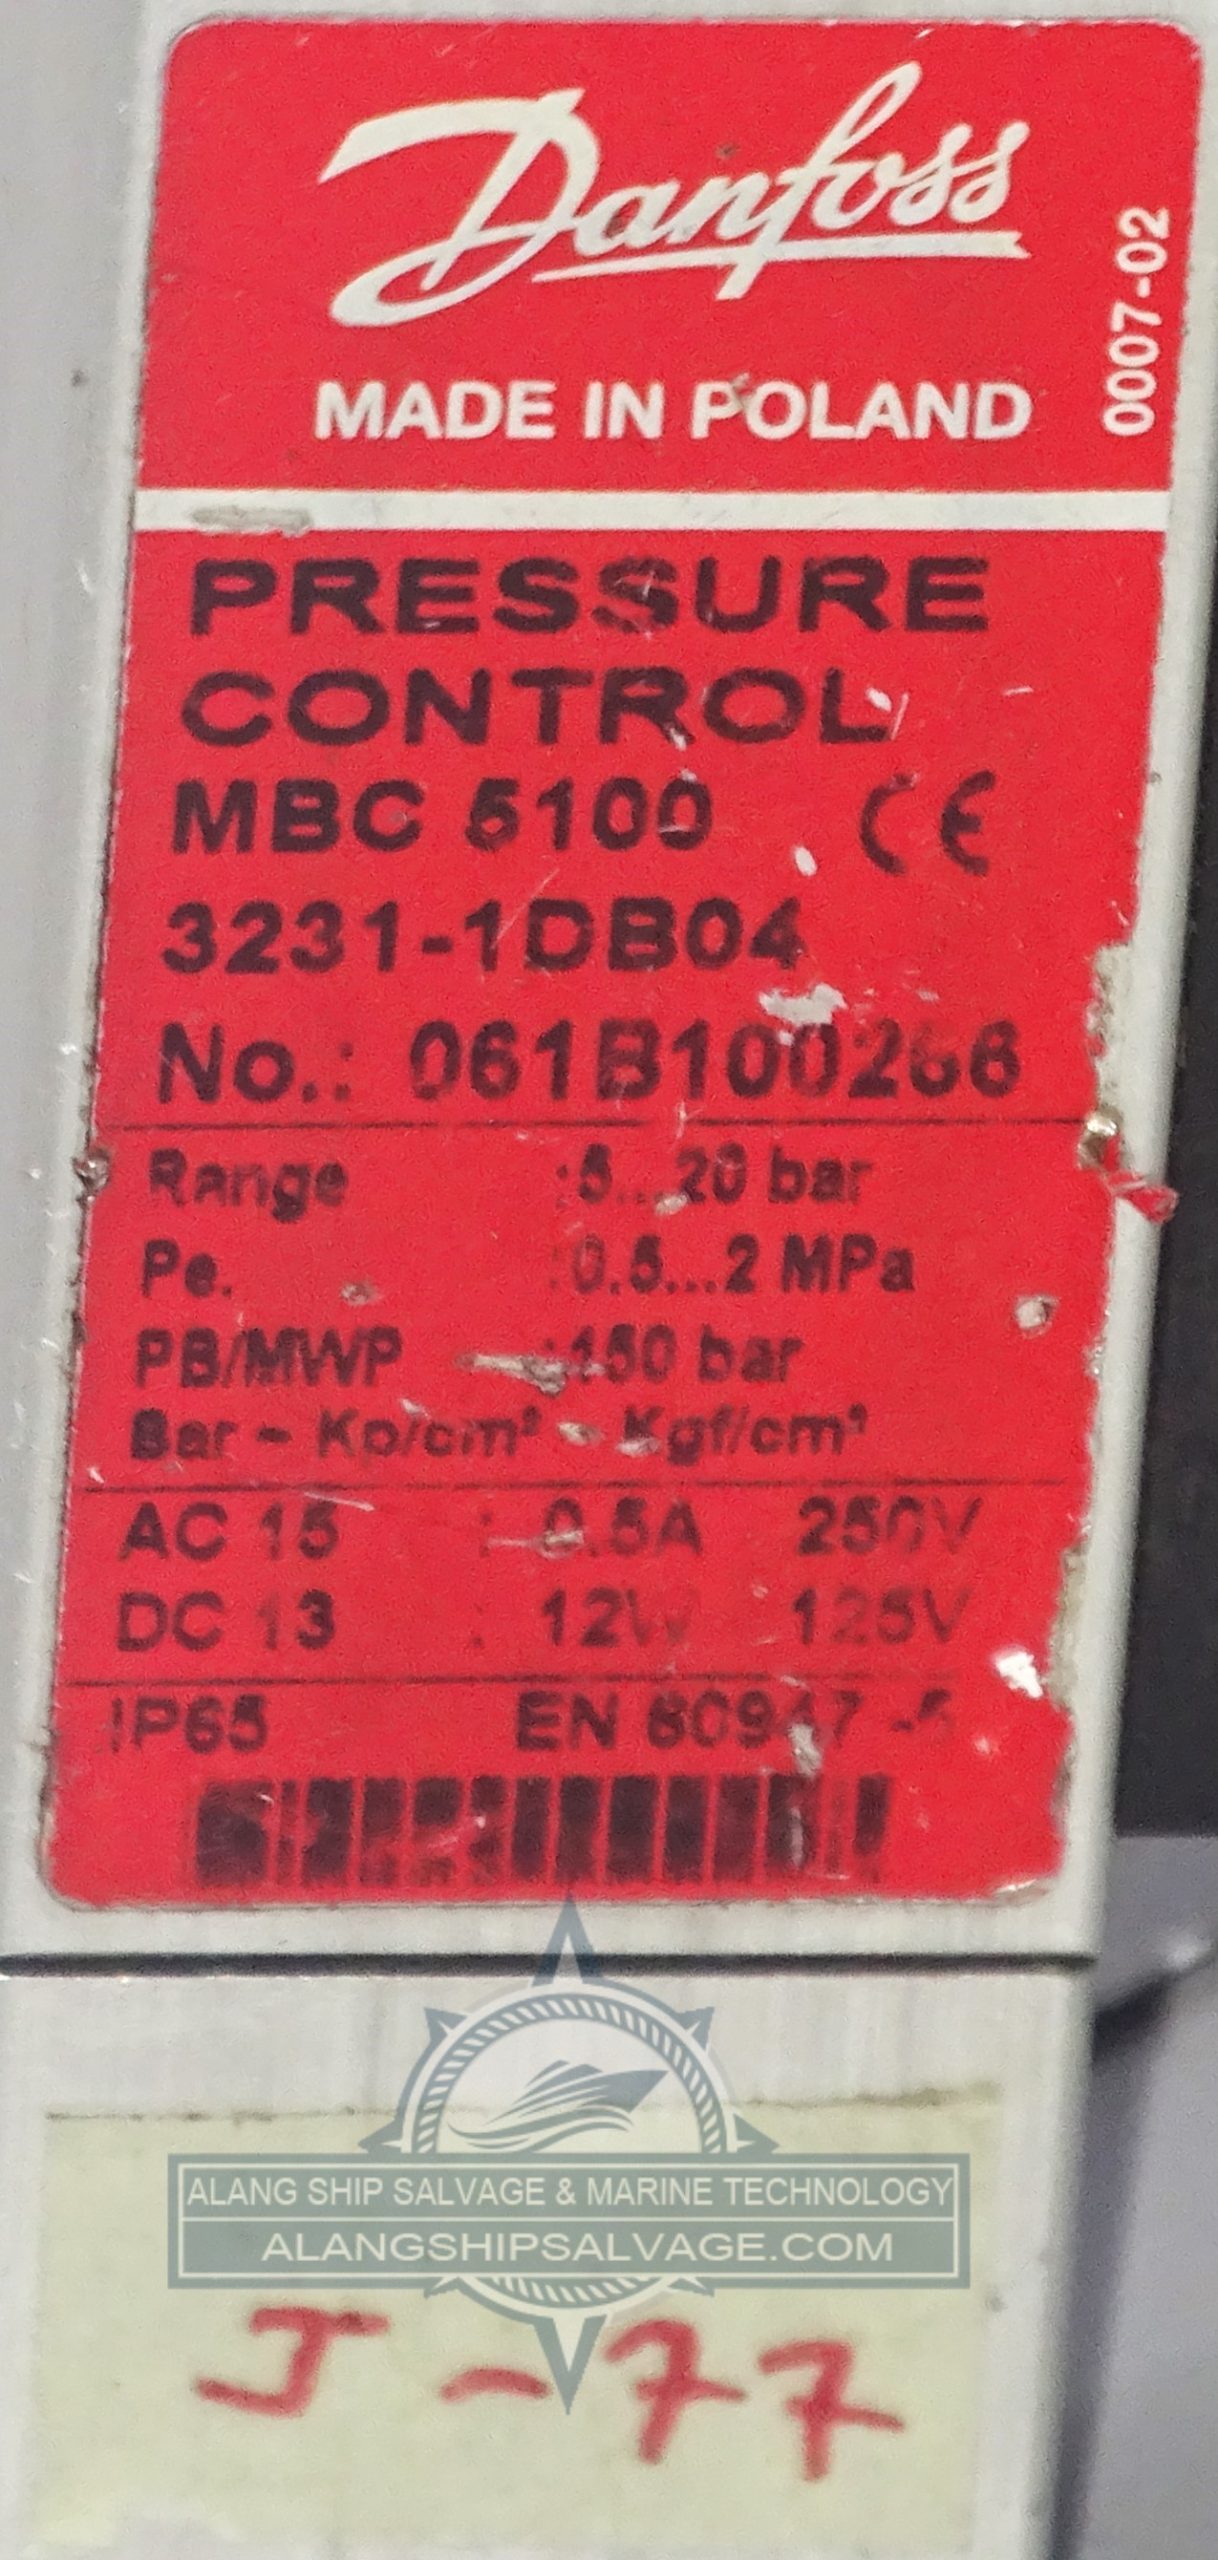 Danfoss
MADE IN POLAND
0007-02
PRESSURE
CONTROL
MBC 5100 CE
3231-1DB04
No.: 061B100266
Range :5...20 bar
Pe. :0.5...2 MPa
PB/MWP :150 bar
Bar - Kp/cm² - Kgf/cm²
AC 15 : 0.5A 250V
DC 13 : 12W 125V
IP65 EN 60947 -5
ALANG SHIP SALVAGE & MARINE TECHNOLOGY
ALANGSHIPSALVAGE.COM
J-77